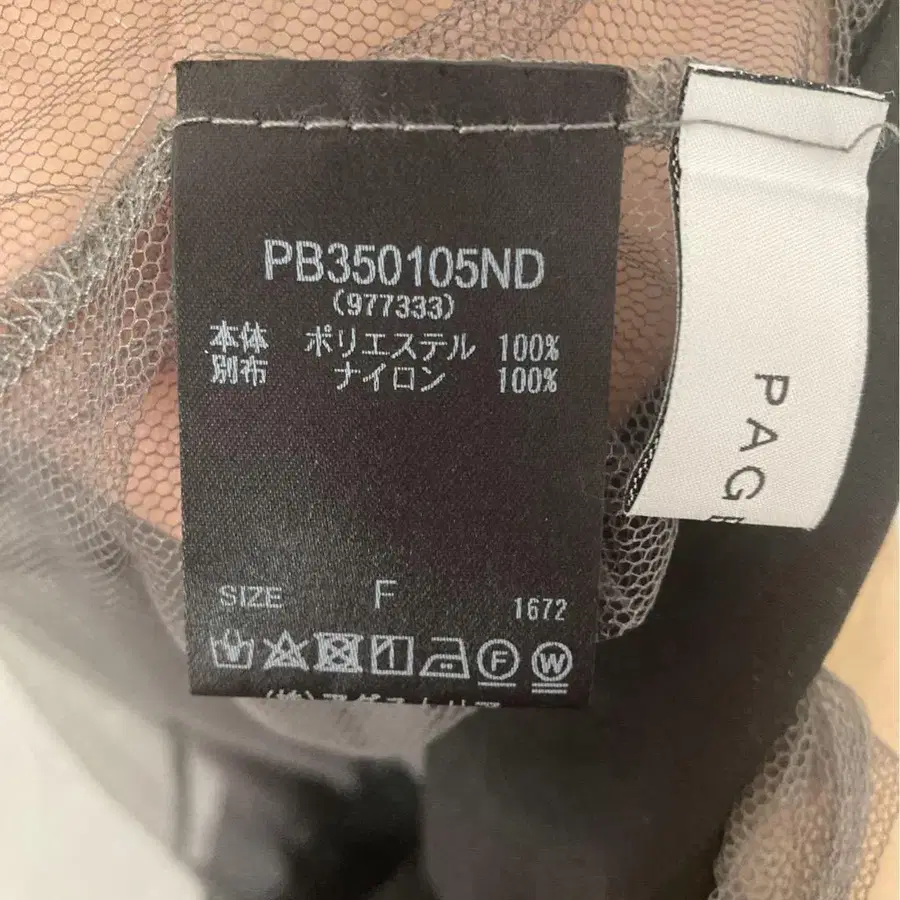 PB350105ND
(977333)
本体 ポリエステル 100%
別布 ナイロン 100%
SIZE F 1672
PAG